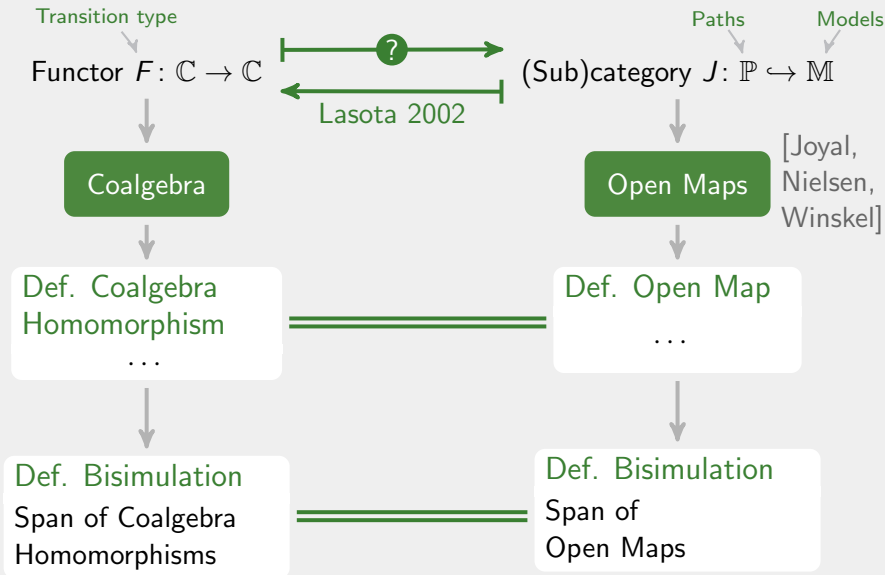 Transition type
Paths
Models
Functor F: ℂ → ℂ
?
(Sub)category J: ℙ ↪ 𝕄
Lasota 2002
Coalgebra
Open Maps
[Joyal,
Nielsen,
Winskel]
Def. Coalgebra
Homomorphism
...
Def. Open Map
...
Def. Bisimulation
Span of Coalgebra
Homomorphisms
Def. Bisimulation
Span of
Open Maps